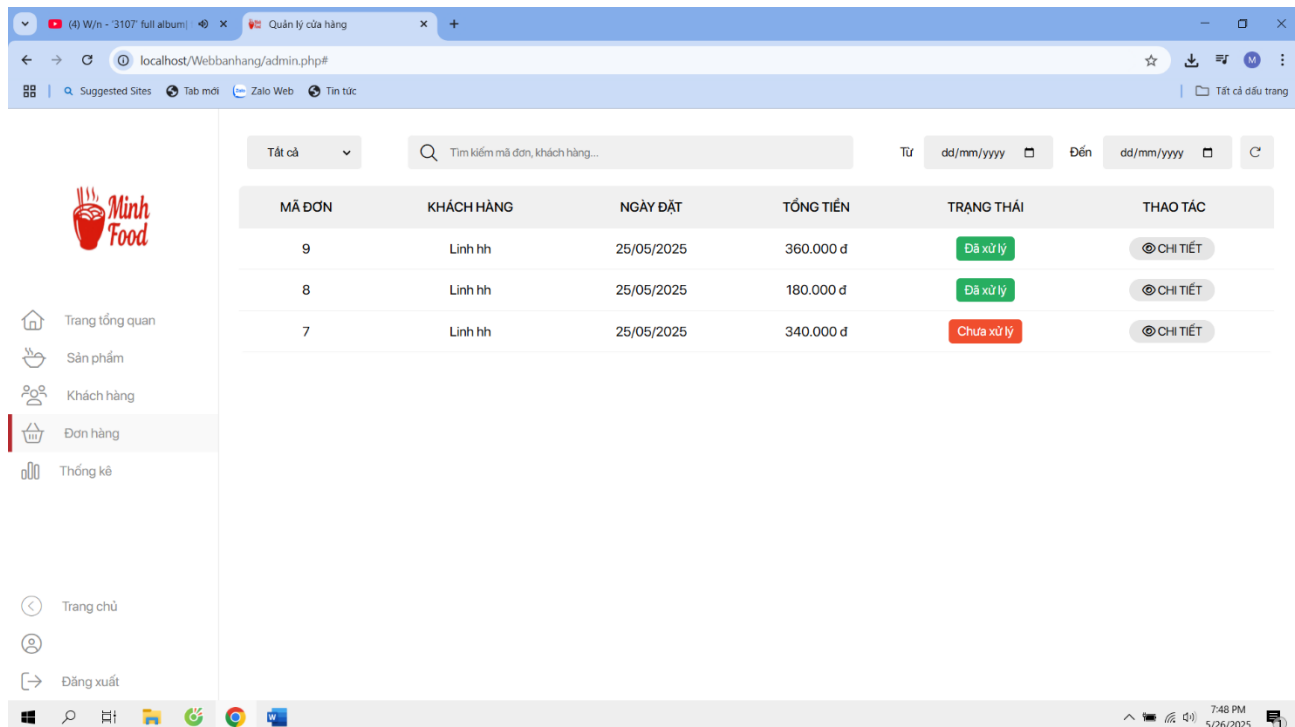 (4) W/n - '3107' full album|
Quản lý cửa hàng
localhost/Webbanhang/admin.php#
M
Suggested Sites Tab mới Zalo Web Tin tức Tất cả dấu trang
Tất cả Tìm kiếm mã đơn, khách hàng... Từ dd/mm/yyyy Đến dd/mm/yyyy
Minh
Food
Trang tổng quan
Sản phẩm
Khách hàng
Đơn hàng
Thống kê
Trang chủ
Đăng xuất
MÃ ĐƠN KHÁCH HÀNG NGÀY ĐẶT TỔNG TIỀN TRẠNG THÁI THAO TÁC
9 Linh hh 25/05/2025 360.000 đ Đã xử lý CHI TIẾT
8 Linh hh 25/05/2025 180.000 đ Đã xử lý CHI TIẾT
7 Linh hh 25/05/2025 340.000 đ Chưa xử lý CHI TIẾT
7:48 PM
5/26/2025